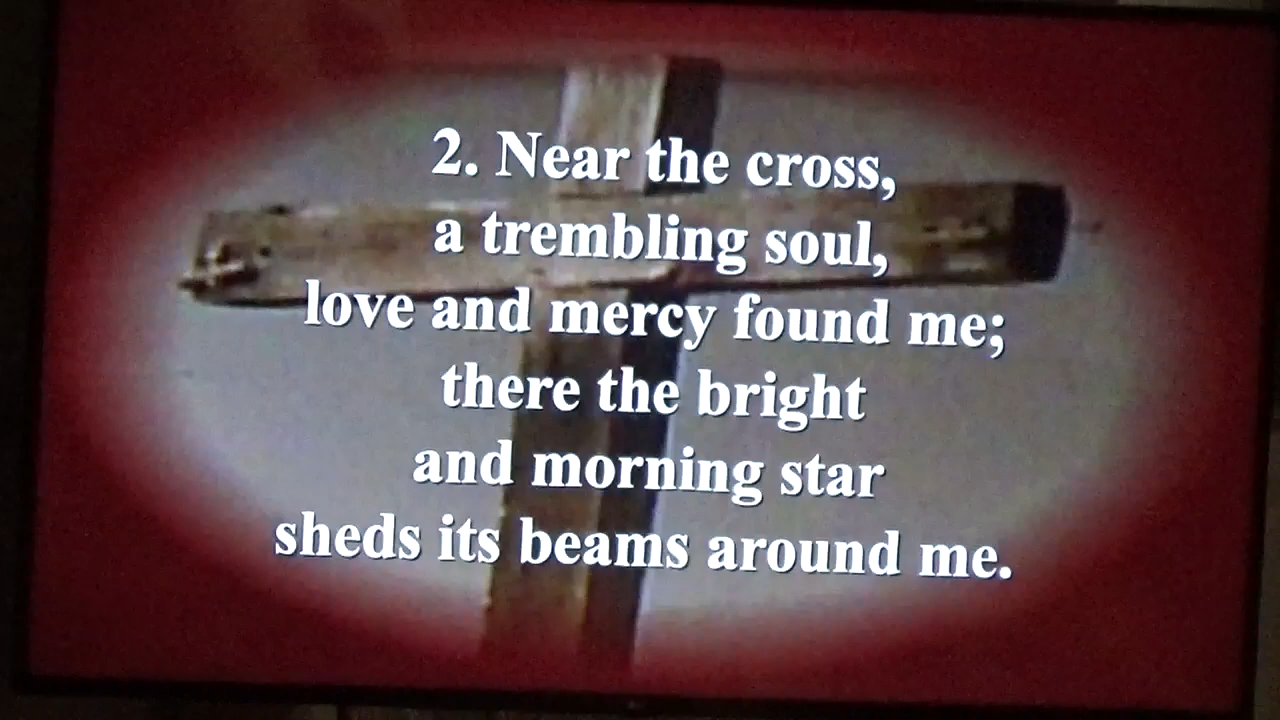 2. Near the cross,
a trembling soul,
love and mercy found me;
there the bright
and morning star
sheds its beams around me.